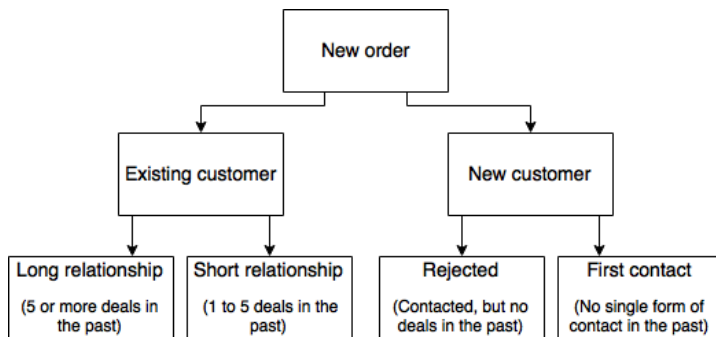 New order
Existing customer
New customer
Long relationship
(5 or more deals in
the past)
Short relationship
(1 to 5 deals in the
past)
Rejected
(Contacted, but no
deals in the past)
First contact
(No single form of
contact in the past)